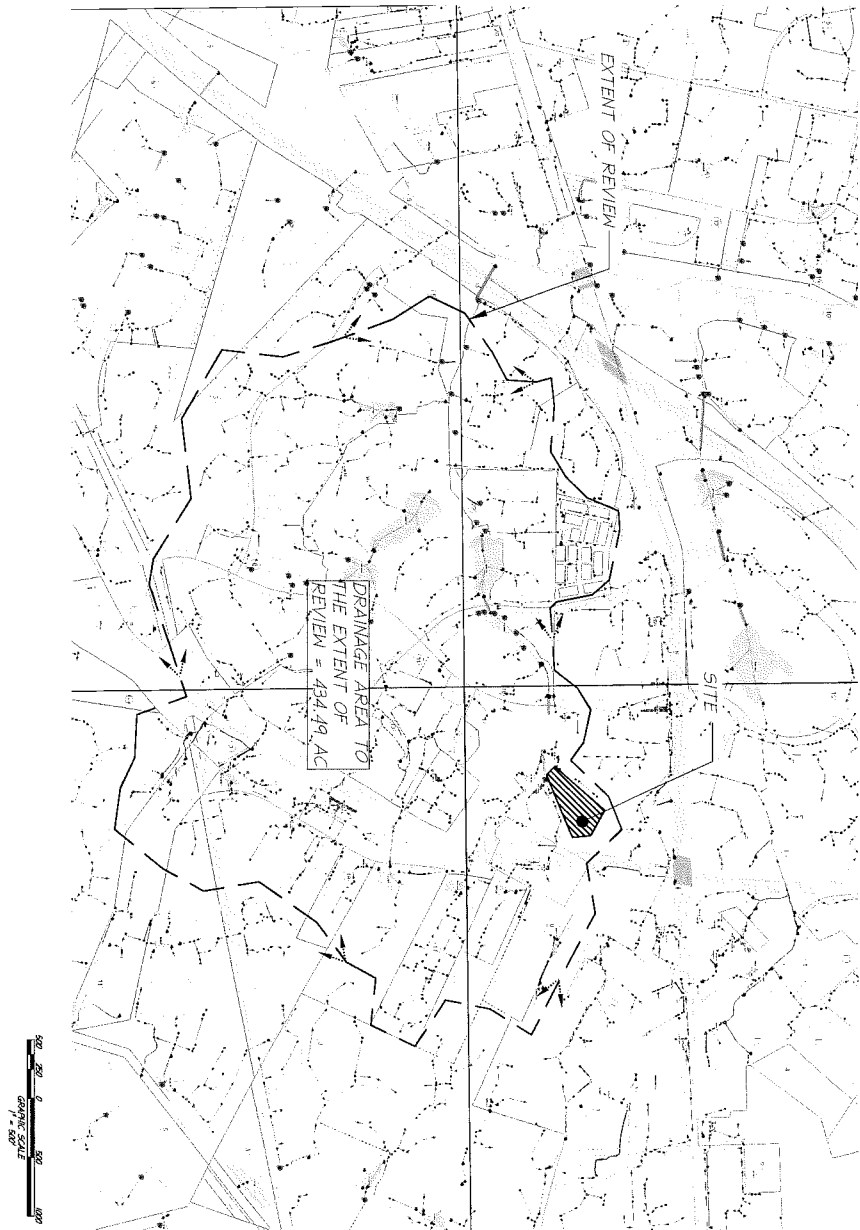 EXTENT OF REVIEW
SITE
DRAINAGE AREA TO
THE EXTENT OF
REVIEW = 434.49 AC
500 250 0 500 1000
GRAPHIC SCALE
1" = 500'